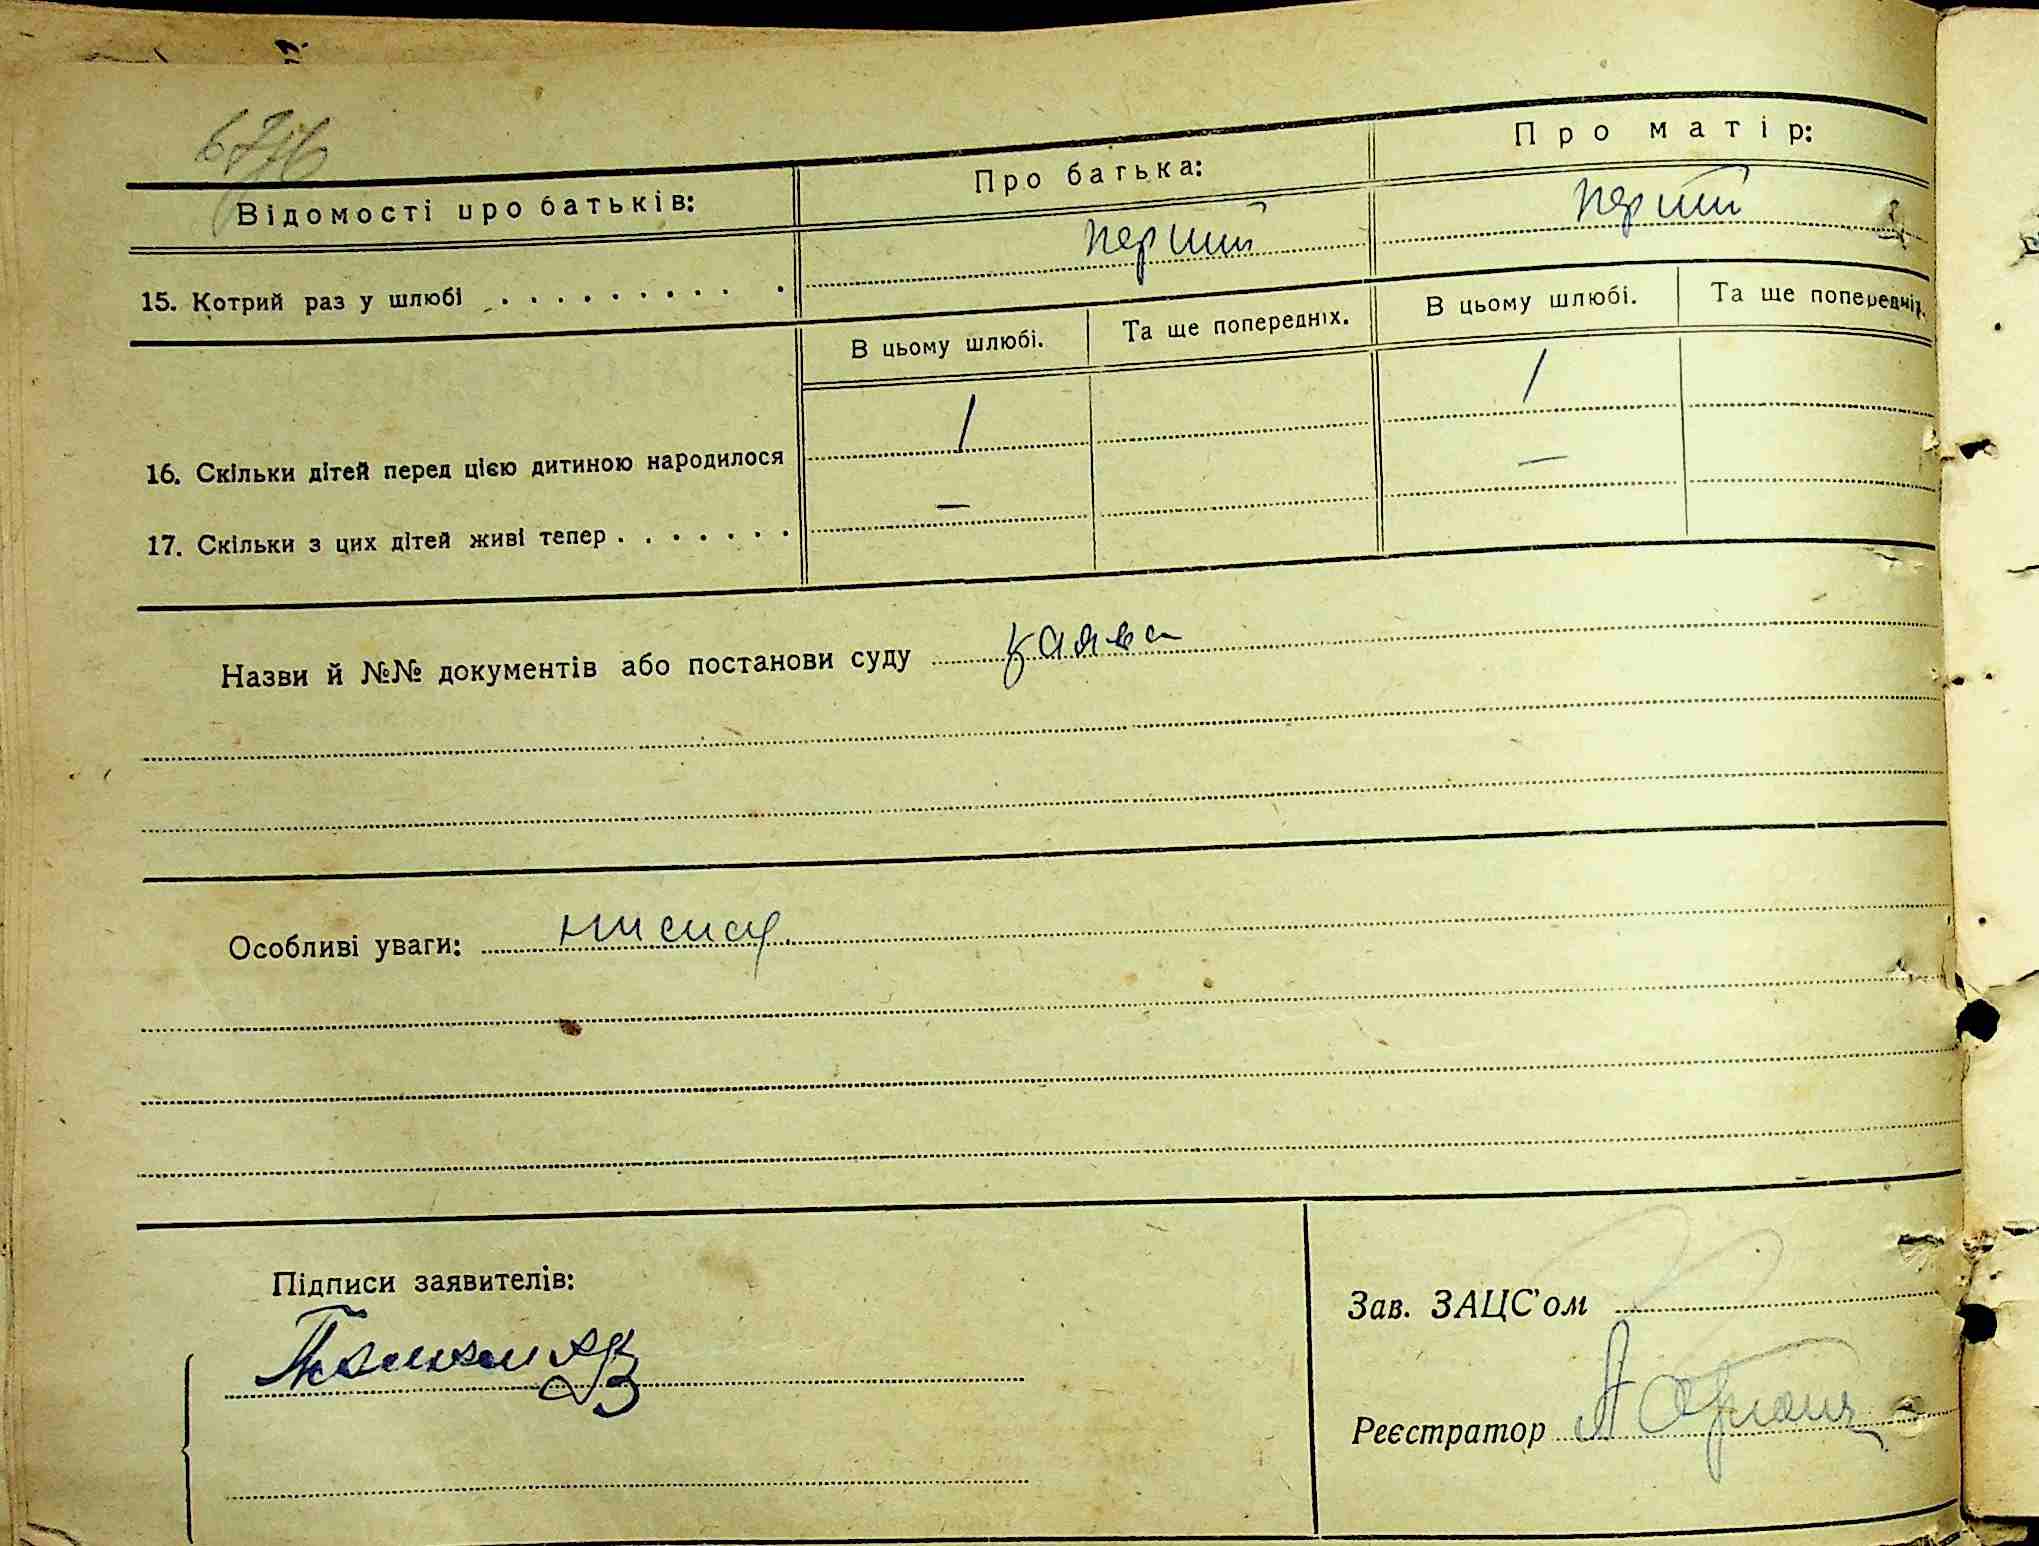 Відомості про батьків: Про батька: Про матір:
15. Котрий раз у шлюбі . . . . . . . . . . перший перший
В цьому шлюбі. Та ще попередніх. В цьому шлюбі. Та ще попередніх.
16. Скільки дітей перед цією дитиною народилося 1 1
17. Скільки з цих дітей живі тепер . . . . . . . — —
Назви й №№ документів або постанови суду заява
Особливі уваги:
Підписи заявителів:
Зав. ЗАЦС'ом
Реєстратор